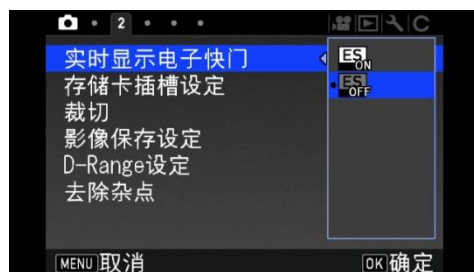 2
C
实时显示电子快门
ES ON
存储卡插槽设定
ES OFF
裁切
影像保存设定
D-Range设定
去除杂点
MENU 取消
OK 确定